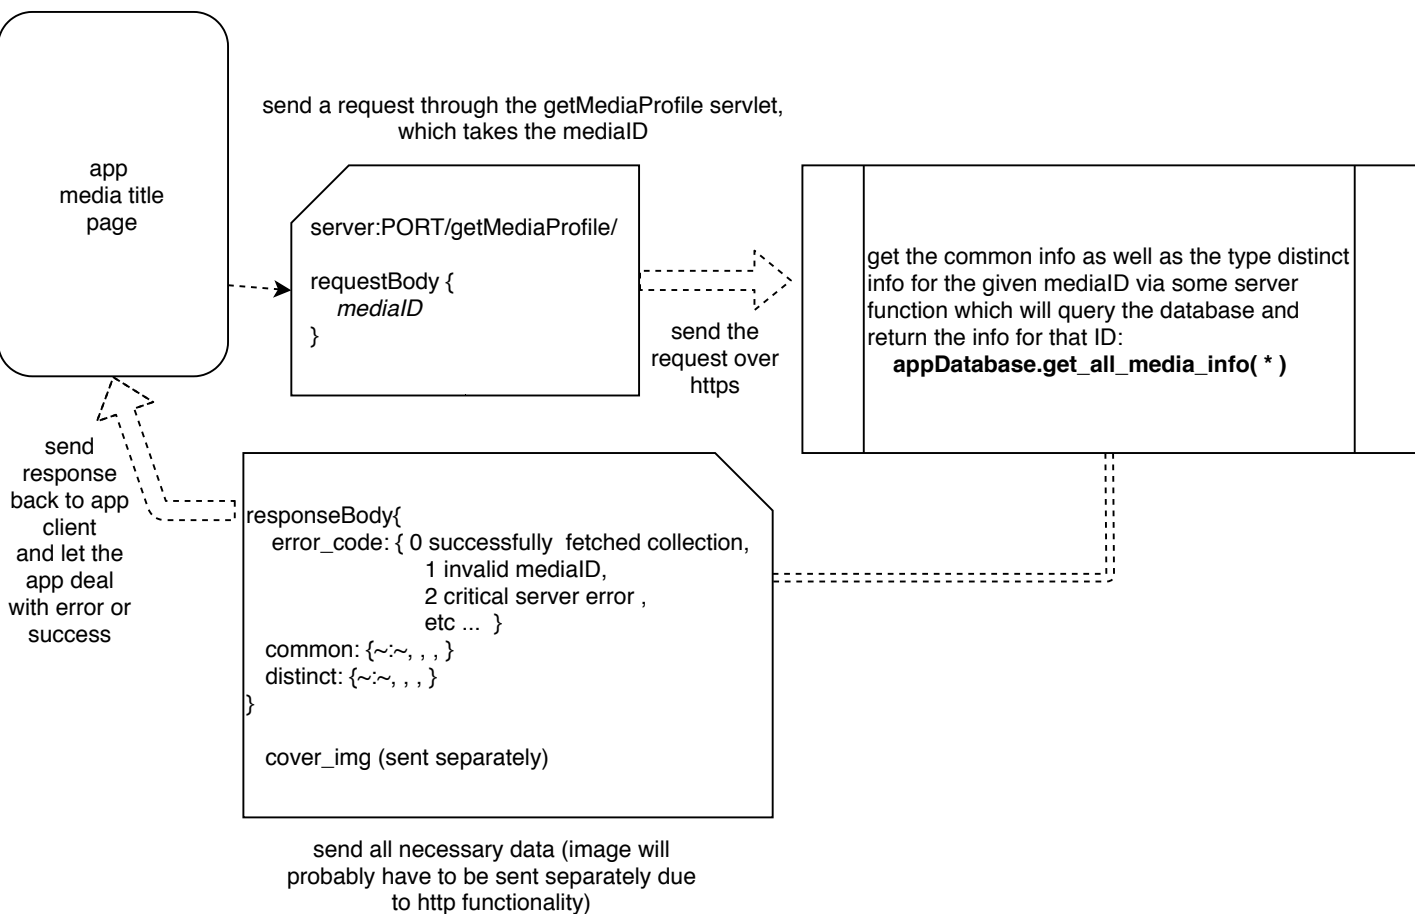 app
media title
page
send a request through the getMediaProfile servlet,
which takes the mediaID
server:PORT/getMediaProfile/
requestBody {
mediaID
}
send the
request over
https
get the common info as well as the type distinct
info for the given mediaID via some server
function which will query the database and
return the info for that ID:
appDatabase.get_all_media_info( * )
send
response
back to app
client
and let the
app deal
with error or
success
responseBody{
error_code: { 0 successfully  fetched collection,
1 invalid mediaID,
2 critical server error ,
etc ...  }
common: {~:~, , , }
distinct: {~:~, , , }
}
cover_img (sent separately)
send all necessary data (image will
probably have to be sent separately due
to http functionality)